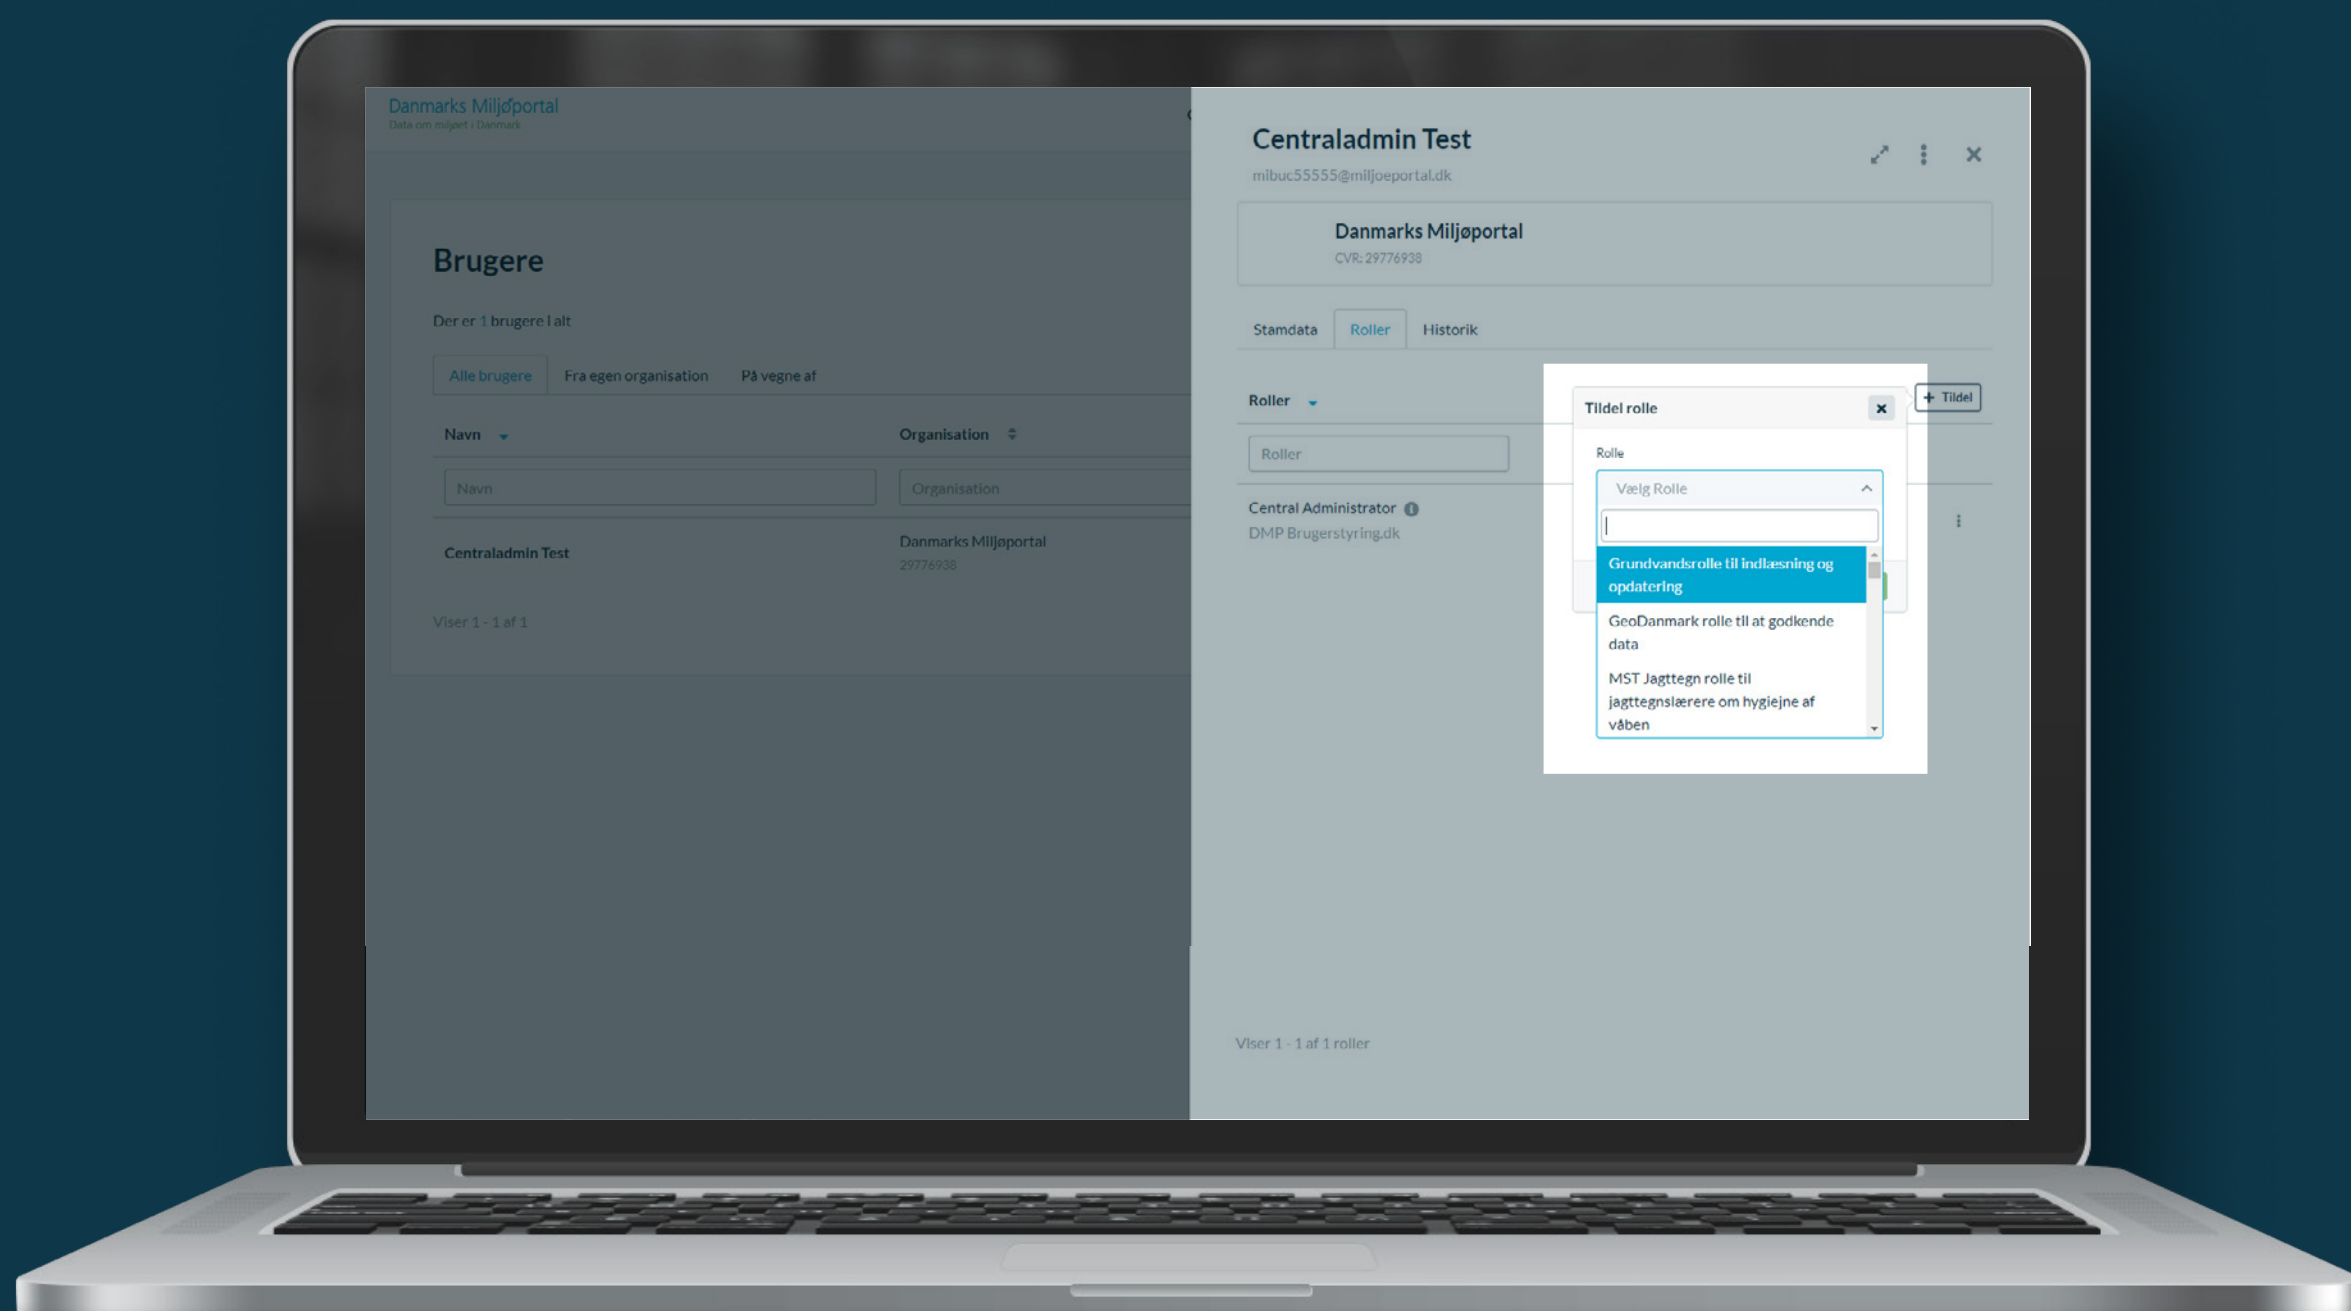 Danmarks Miljøportal
Data om miljøet i Danmark
Brugere
Der er 1 brugere I alt
Alle brugere
Fra egen organisation
På vegne af
Navn
Organisation
Navn
Organisation
Centraladmin Test
Danmarks Miljøportal
29776938
Viser 1 - 1 af 1
Centraladmin Test
mibuc55555@miljoeportal.dk
Danmarks Miljøportal
CVR: 29776938
Stamdata
Roller
Historik
Roller
+ Tildel
Roller
Central Administrator
DMP Brugerstyring.dk
Tildel rolle
Rolle
Vælg Rolle
Grundvandsrolle til indlæsning og
opdatering
GeoDanmark rolle til at godkende
data
MST Jagttegn rolle til
jagttegnslærere om hygiejne af
våben
Viser 1 - 1 af 1 roller